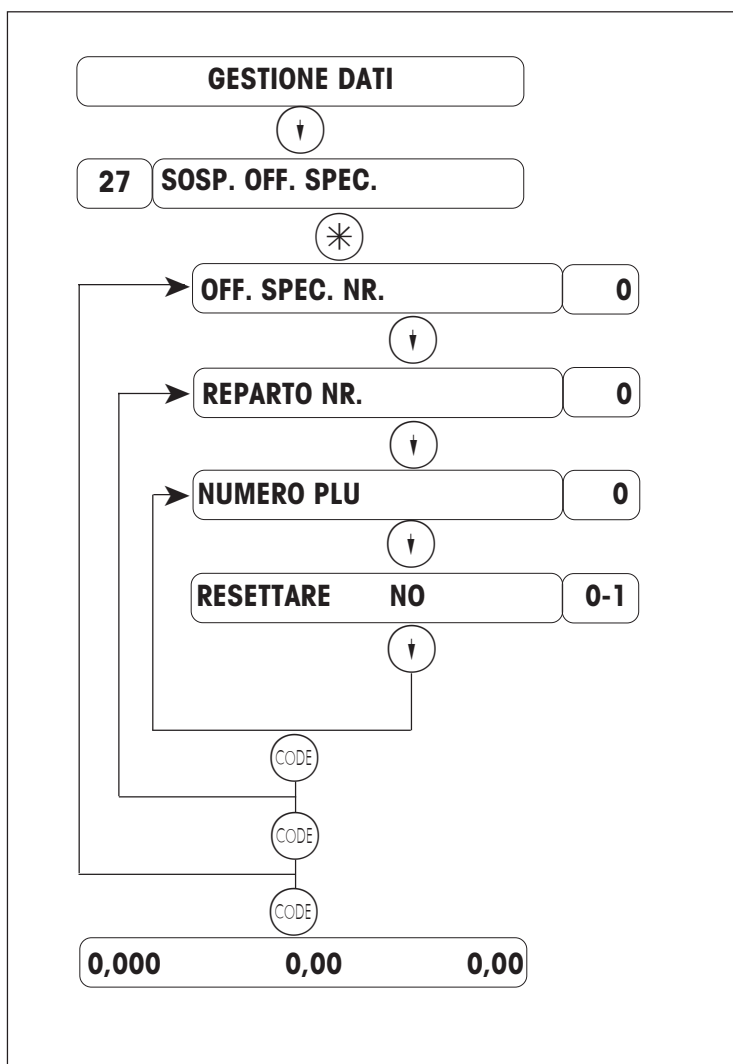 GESTIONE DATI
27 SOSP. OFF. SPEC.
OFF. SPEC. NR. 0
REPARTO NR. 0
NUMERO PLU 0
RESETTARE NO 0-1
CODE
CODE
CODE
0,000 0,00 0,00